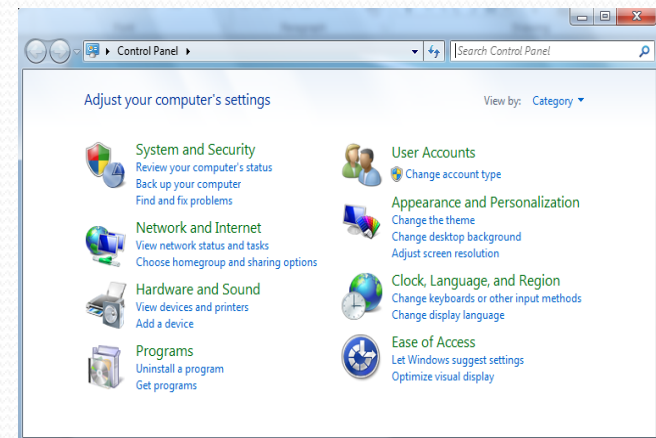 Control Panel
Search Control Panel
Adjust your computer's settings
View by: Category
System and Security
Review your computer's status
Back up your computer
Find and fix problems
Network and Internet
View network status and tasks
Choose homegroup and sharing options
Hardware and Sound
View devices and printers
Add a device
Programs
Uninstall a program
Get programs
User Accounts
Change account type
Appearance and Personalization
Change the theme
Change desktop background
Adjust screen resolution
Clock, Language, and Region
Change keyboards or other input methods
Change display language
Ease of Access
Let Windows suggest settings
Optimize visual display